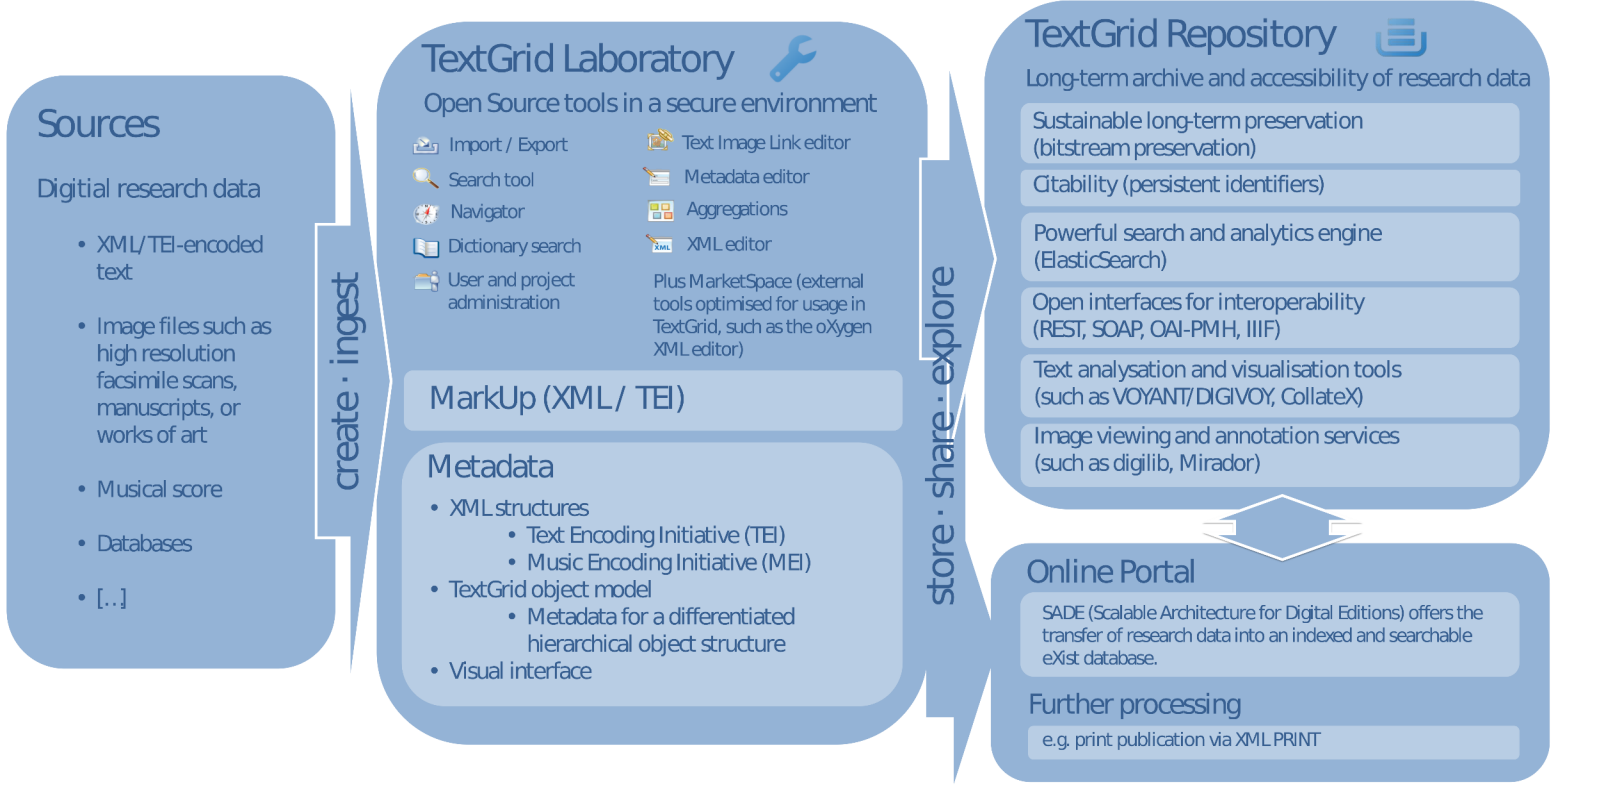 Sources
Digitial research data
• XML/TEI-encoded
text
• Image files such as
high resolution
facsimile scans,
manuscripts, or
works of art
• Musical score
• Databases
• [...]
create · ingest
TextGrid Laboratory
Open Source tools in a secure environment
Import / Export
Search tool
Navigator
Dictionary search
User and project
administration
Text Image Link editor
Metadata editor
Aggregations
XML
XML editor
Plus MarketSpace (external
tools optimised for usage in
TextGrid, such as the oXygen
XML editor)
MarkUp (XML / TEI)
Metadata
• XML structures
• Text Encoding Initiative (TEI)
• Music Encoding Initiative (MEI)
• TextGrid object model
• Metadata for a differentiated
hierarchical object structure
• Visual interface
store · share · explore
TextGrid Repository
Long-term archive and accessibility of research data
Sustainable long-term preservation
(bitstream preservation)
Citability (persistent identifiers)
Powerful search and analytics engine
(ElasticSearch)
Open interfaces for interoperability
(REST, SOAP, OAI-PMH, IIIF)
Text analysation and visualisation tools
(such as VOYANT/DIGIVOY, CollateX)
Image viewing and annotation services
(such as digilib, Mirador)
Online Portal
SADE (Scalable Architecture for Digital Editions) offers the
transfer of research data into an indexed and searchable
eXist database.
Further processing
e.g. print publication via XML PRINT